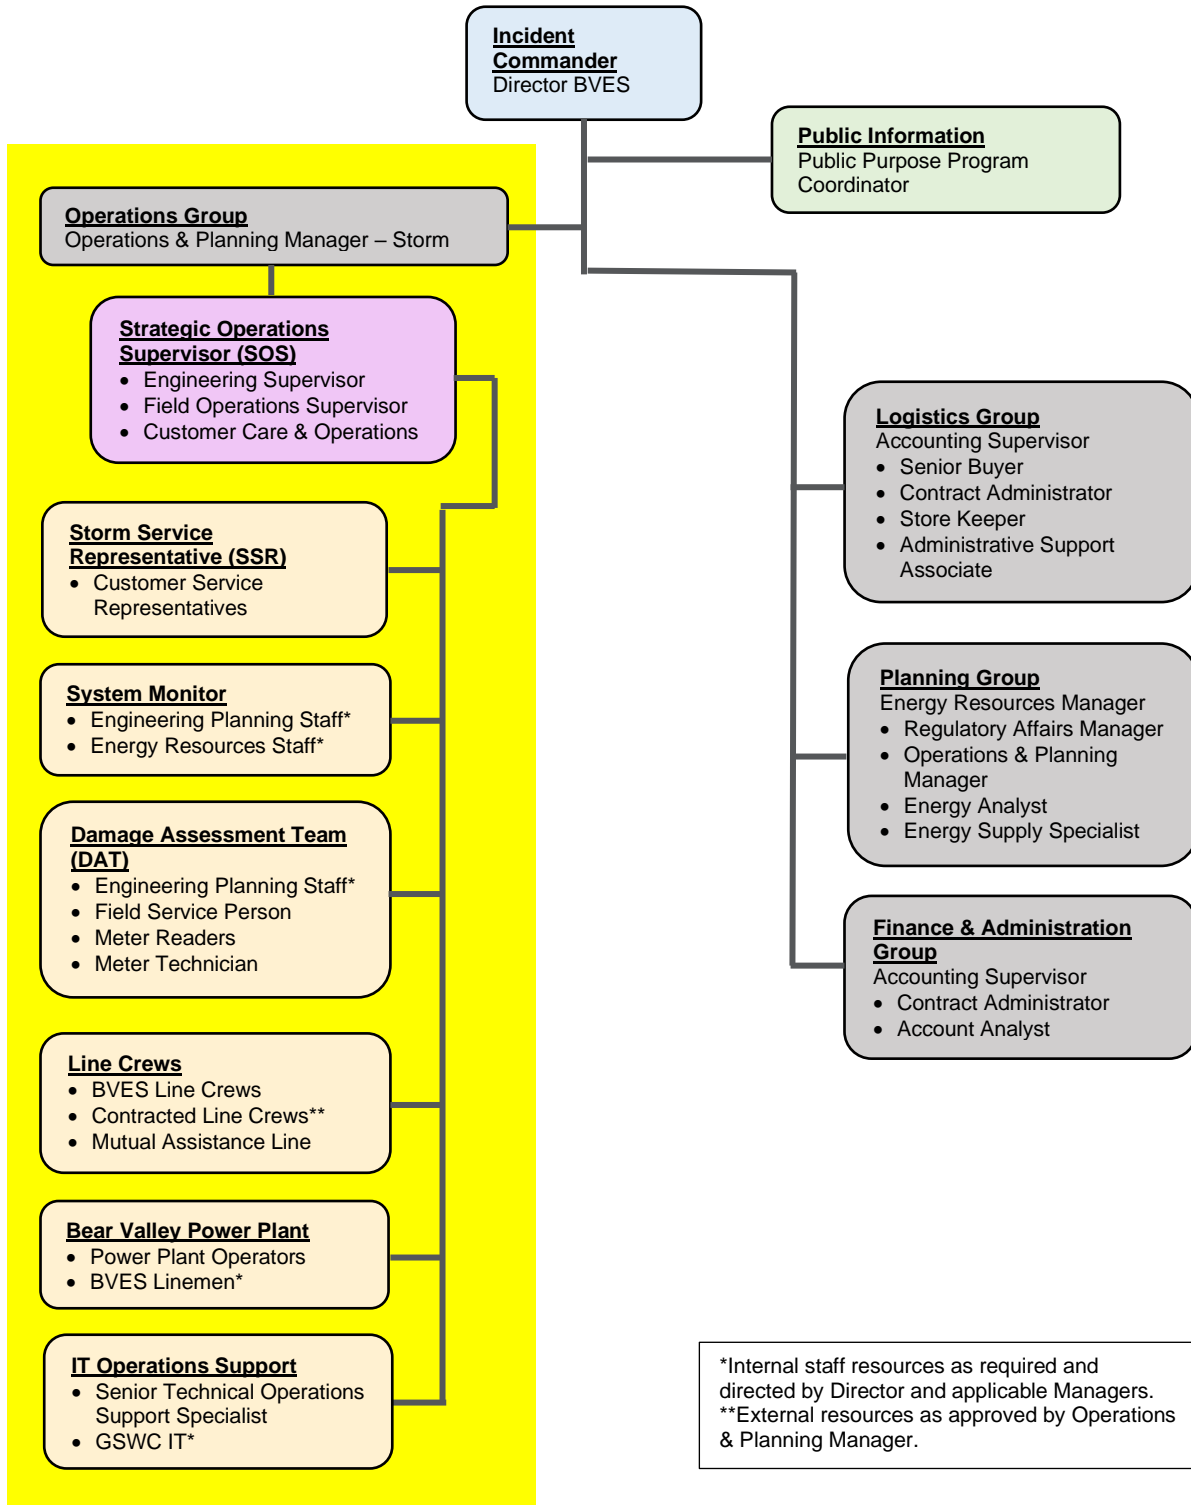 Incident
Commander
Director BVES
Public Information
Public Purpose Program
Coordinator
Operations Group
Operations & Planning Manager – Storm
Strategic Operations
Supervisor (SOS)
• Engineering Supervisor
• Field Operations Supervisor
• Customer Care & Operations
Storm Service
Representative (SSR)
• Customer Service
Representatives
System Monitor
• Engineering Planning Staff*
• Energy Resources Staff*
Damage Assessment Team
(DAT)
• Engineering Planning Staff*
• Field Service Person
• Meter Readers
• Meter Technician
Line Crews
• BVES Line Crews
• Contracted Line Crews**
• Mutual Assistance Line
Bear Valley Power Plant
• Power Plant Operators
• BVES Linemen*
IT Operations Support
• Senior Technical Operations
Support Specialist
• GSWC IT*
Logistics Group
Accounting Supervisor
• Senior Buyer
• Contract Administrator
• Store Keeper
• Administrative Support
Associate
Planning Group
Energy Resources Manager
• Regulatory Affairs Manager
• Operations & Planning
Manager
• Energy Analyst
• Energy Supply Specialist
Finance & Administration
Group
Accounting Supervisor
• Contract Administrator
• Account Analyst
*Internal staff resources as required and
directed by Director and applicable Managers.
**External resources as approved by Operations
& Planning Manager.